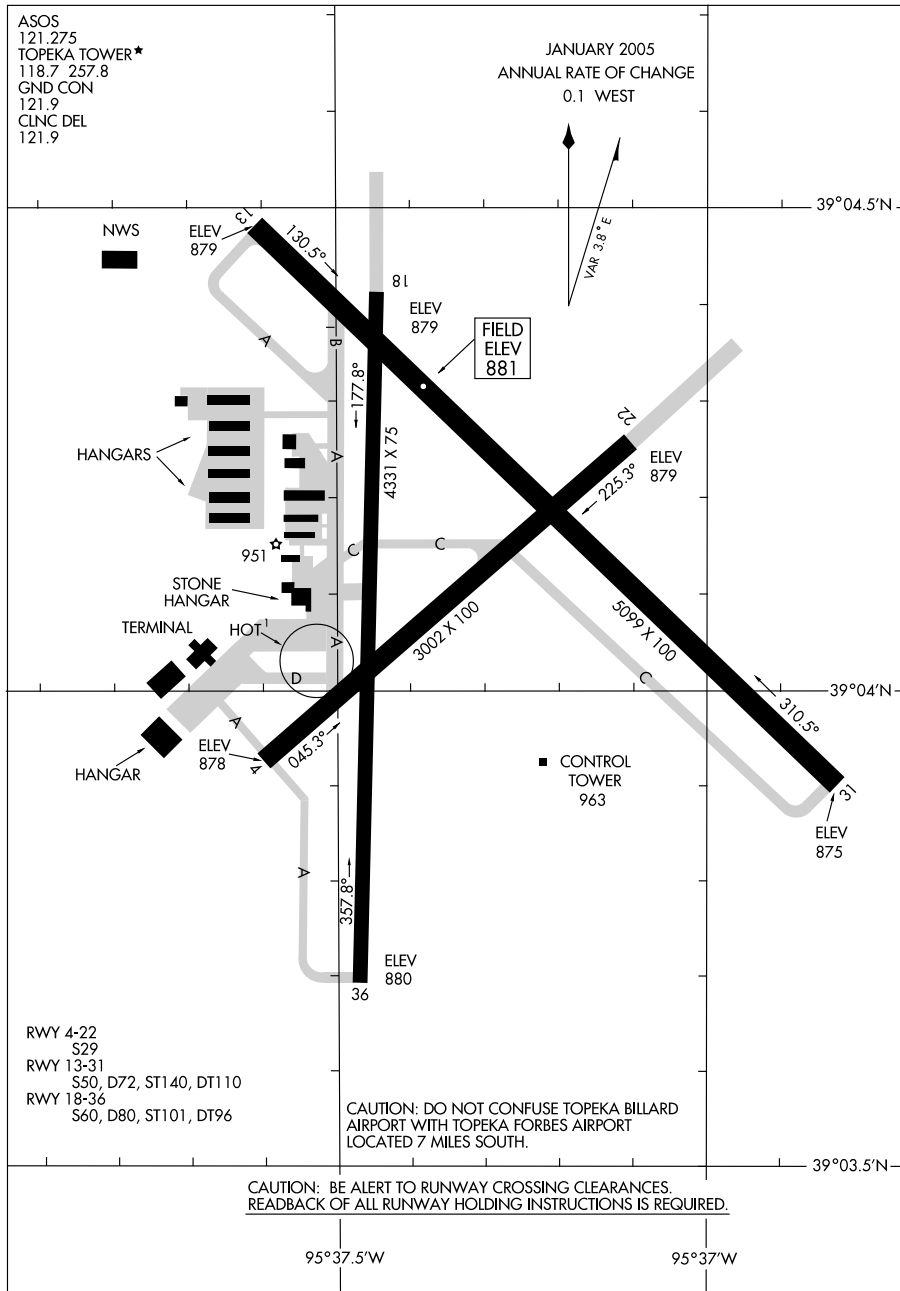 ASOS
121.275
TOPEKA TOWER★
118.7 257.8
GND CON
121.9
CLNC DEL
121.9
JANUARY 2005
ANNUAL RATE OF CHANGE
0.1 WEST
VAR 3.8° E
39°04.5'N
NWS
ELEV
879
13
130.5°
18
ELEV
879
FIELD
ELEV
881
A
B
177.8°
4331 X 75
22
ELEV
879
225.3°
HANGARS
A
951
C
C
STONE
HANGAR
TERMINAL
HOT¹
A
D
3002 X 100
5099 X 100
C
39°04'N
310.5°
A
ELEV
878
045.3°
4
HANGAR
CONTROL
TOWER
963
31
ELEV
875
A
357.8°
ELEV
880
36
RWY 4-22
S29
RWY 13-31
S50, D72, ST140, DT110
RWY 18-36
S60, D80, ST101, DT96
CAUTION: DO NOT CONFUSE TOPEKA BILLARD
AIRPORT WITH TOPEKA FORBES AIRPORT
LOCATED 7 MILES SOUTH.
39°03.5'N
CAUTION: BE ALERT TO RUNWAY CROSSING CLEARANCES.
READBACK OF ALL RUNWAY HOLDING INSTRUCTIONS IS REQUIRED.
95°37.5'W
95°37'W